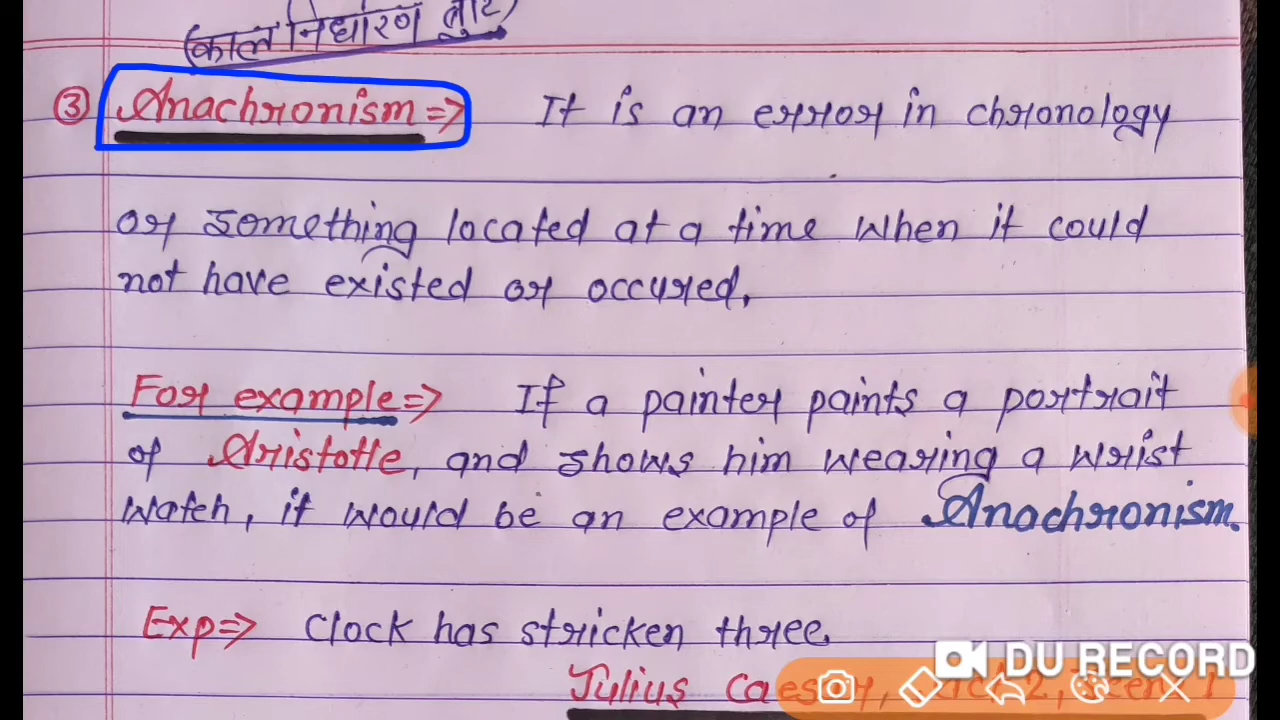 (काल निर्धारण त्रुटि)
③ Anachronism => It is an error in chronology
or something located at a time when it could
not have existed or occured.
For example => If a painter paints a portrait
of Aristotle, and shows him wearing a wrist
watch, it would be an example of Anachronism.
Exp => Clock has stricken three.
DU RECORD
Julius Caesar,